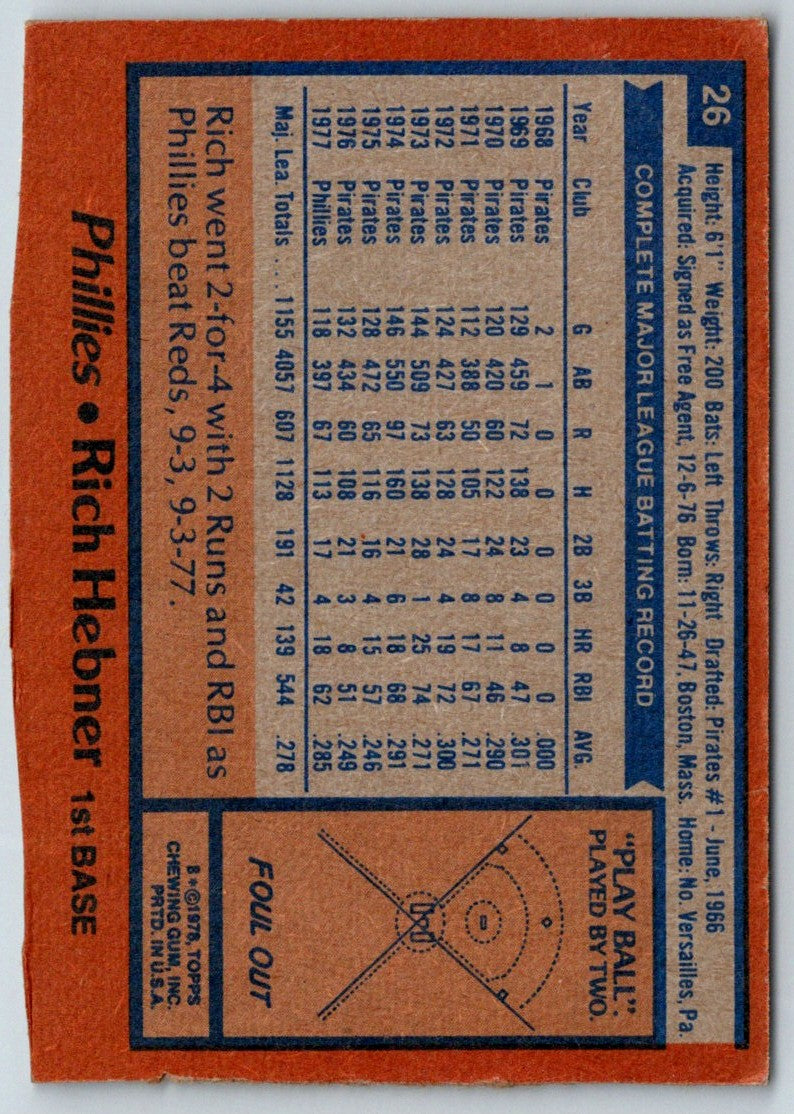 26
Height: 6'1" Weight: 200 Bats: Left Throws: Right Drafted: Pirates #1 - June, 1966
Acquired: Signed as Free Agent, 12-6-76 Born: 11-26-47, Boston, Mass. Home: No. Versailles, Pa.
COMPLETE MAJOR LEAGUE BATTING RECORD
Year Club G AB R H 2B 3B HR RBI AVG.
1968 Pirates 2 1 0 0 0 0 0 0 .000
1969 Pirates 129 459 72 138 23 4 8 47 .301
1970 Pirates 120 420 60 122 24 8 11 46 .290
1971 Pirates 112 388 50 105 17 8 17 67 .271
1972 Pirates 124 427 63 128 24 4 19 72 .300
1973 Pirates 144 509 73 138 28 1 25 74 .271
1974 Pirates 146 550 97 160 21 6 18 68 .291
1975 Pirates 128 472 65 116 16 4 15 57 .246
1976 Pirates 132 434 60 108 21 3 8 51 .249
1977 Phillies 118 397 67 113 17 4 18 62 .285
Maj. Lea. Totals .... 1155 4057 607 1128 191 42 139 544 .278
Rich went 2-for-4 with 2 Runs and RBI as
Phillies beat Reds, 9-3, 9-3-77.
"PLAY BALL"
PLAYED BY TWO.
FOUL OUT
B*©1978, TOPPS
CHEWING GUM, INC.
PRTD. IN U.S.A.
Phillies • Rich Hebner 1st BASE